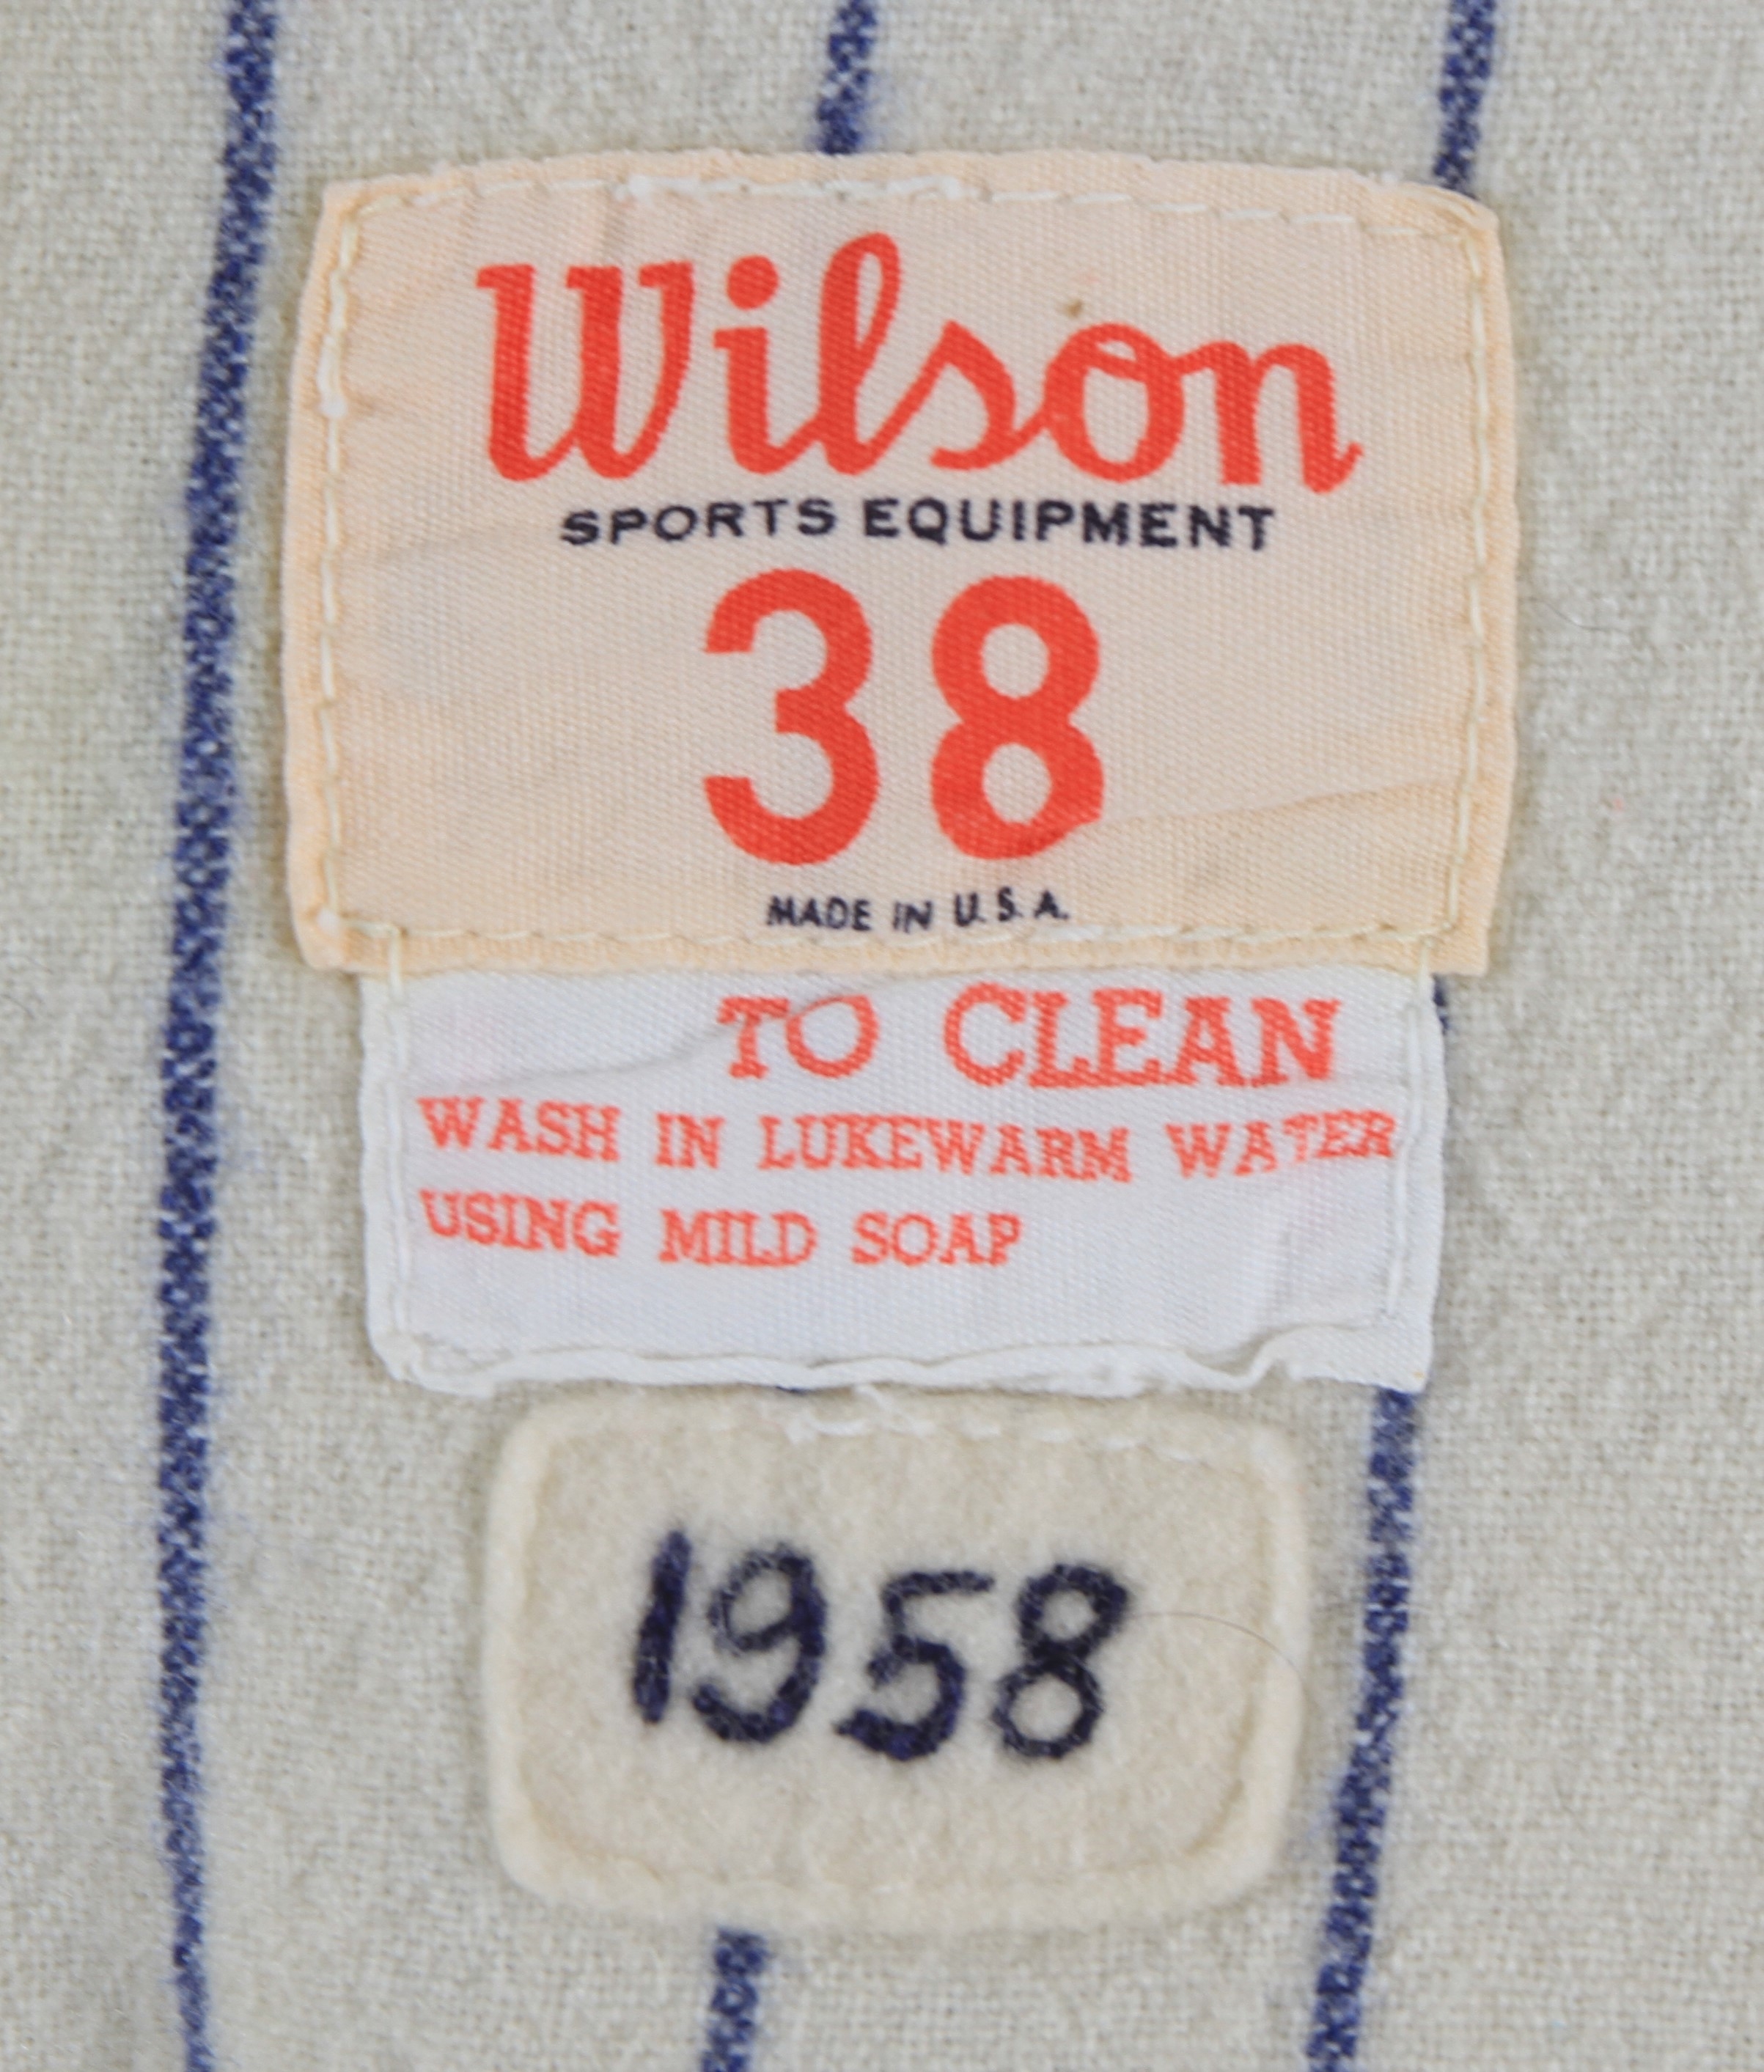 Wilson
SPORTS EQUIPMENT
38
MADE IN U.S.A.
TO CLEAN
WASH IN LUKEWARM WATER
USING MILD SOAP
1958